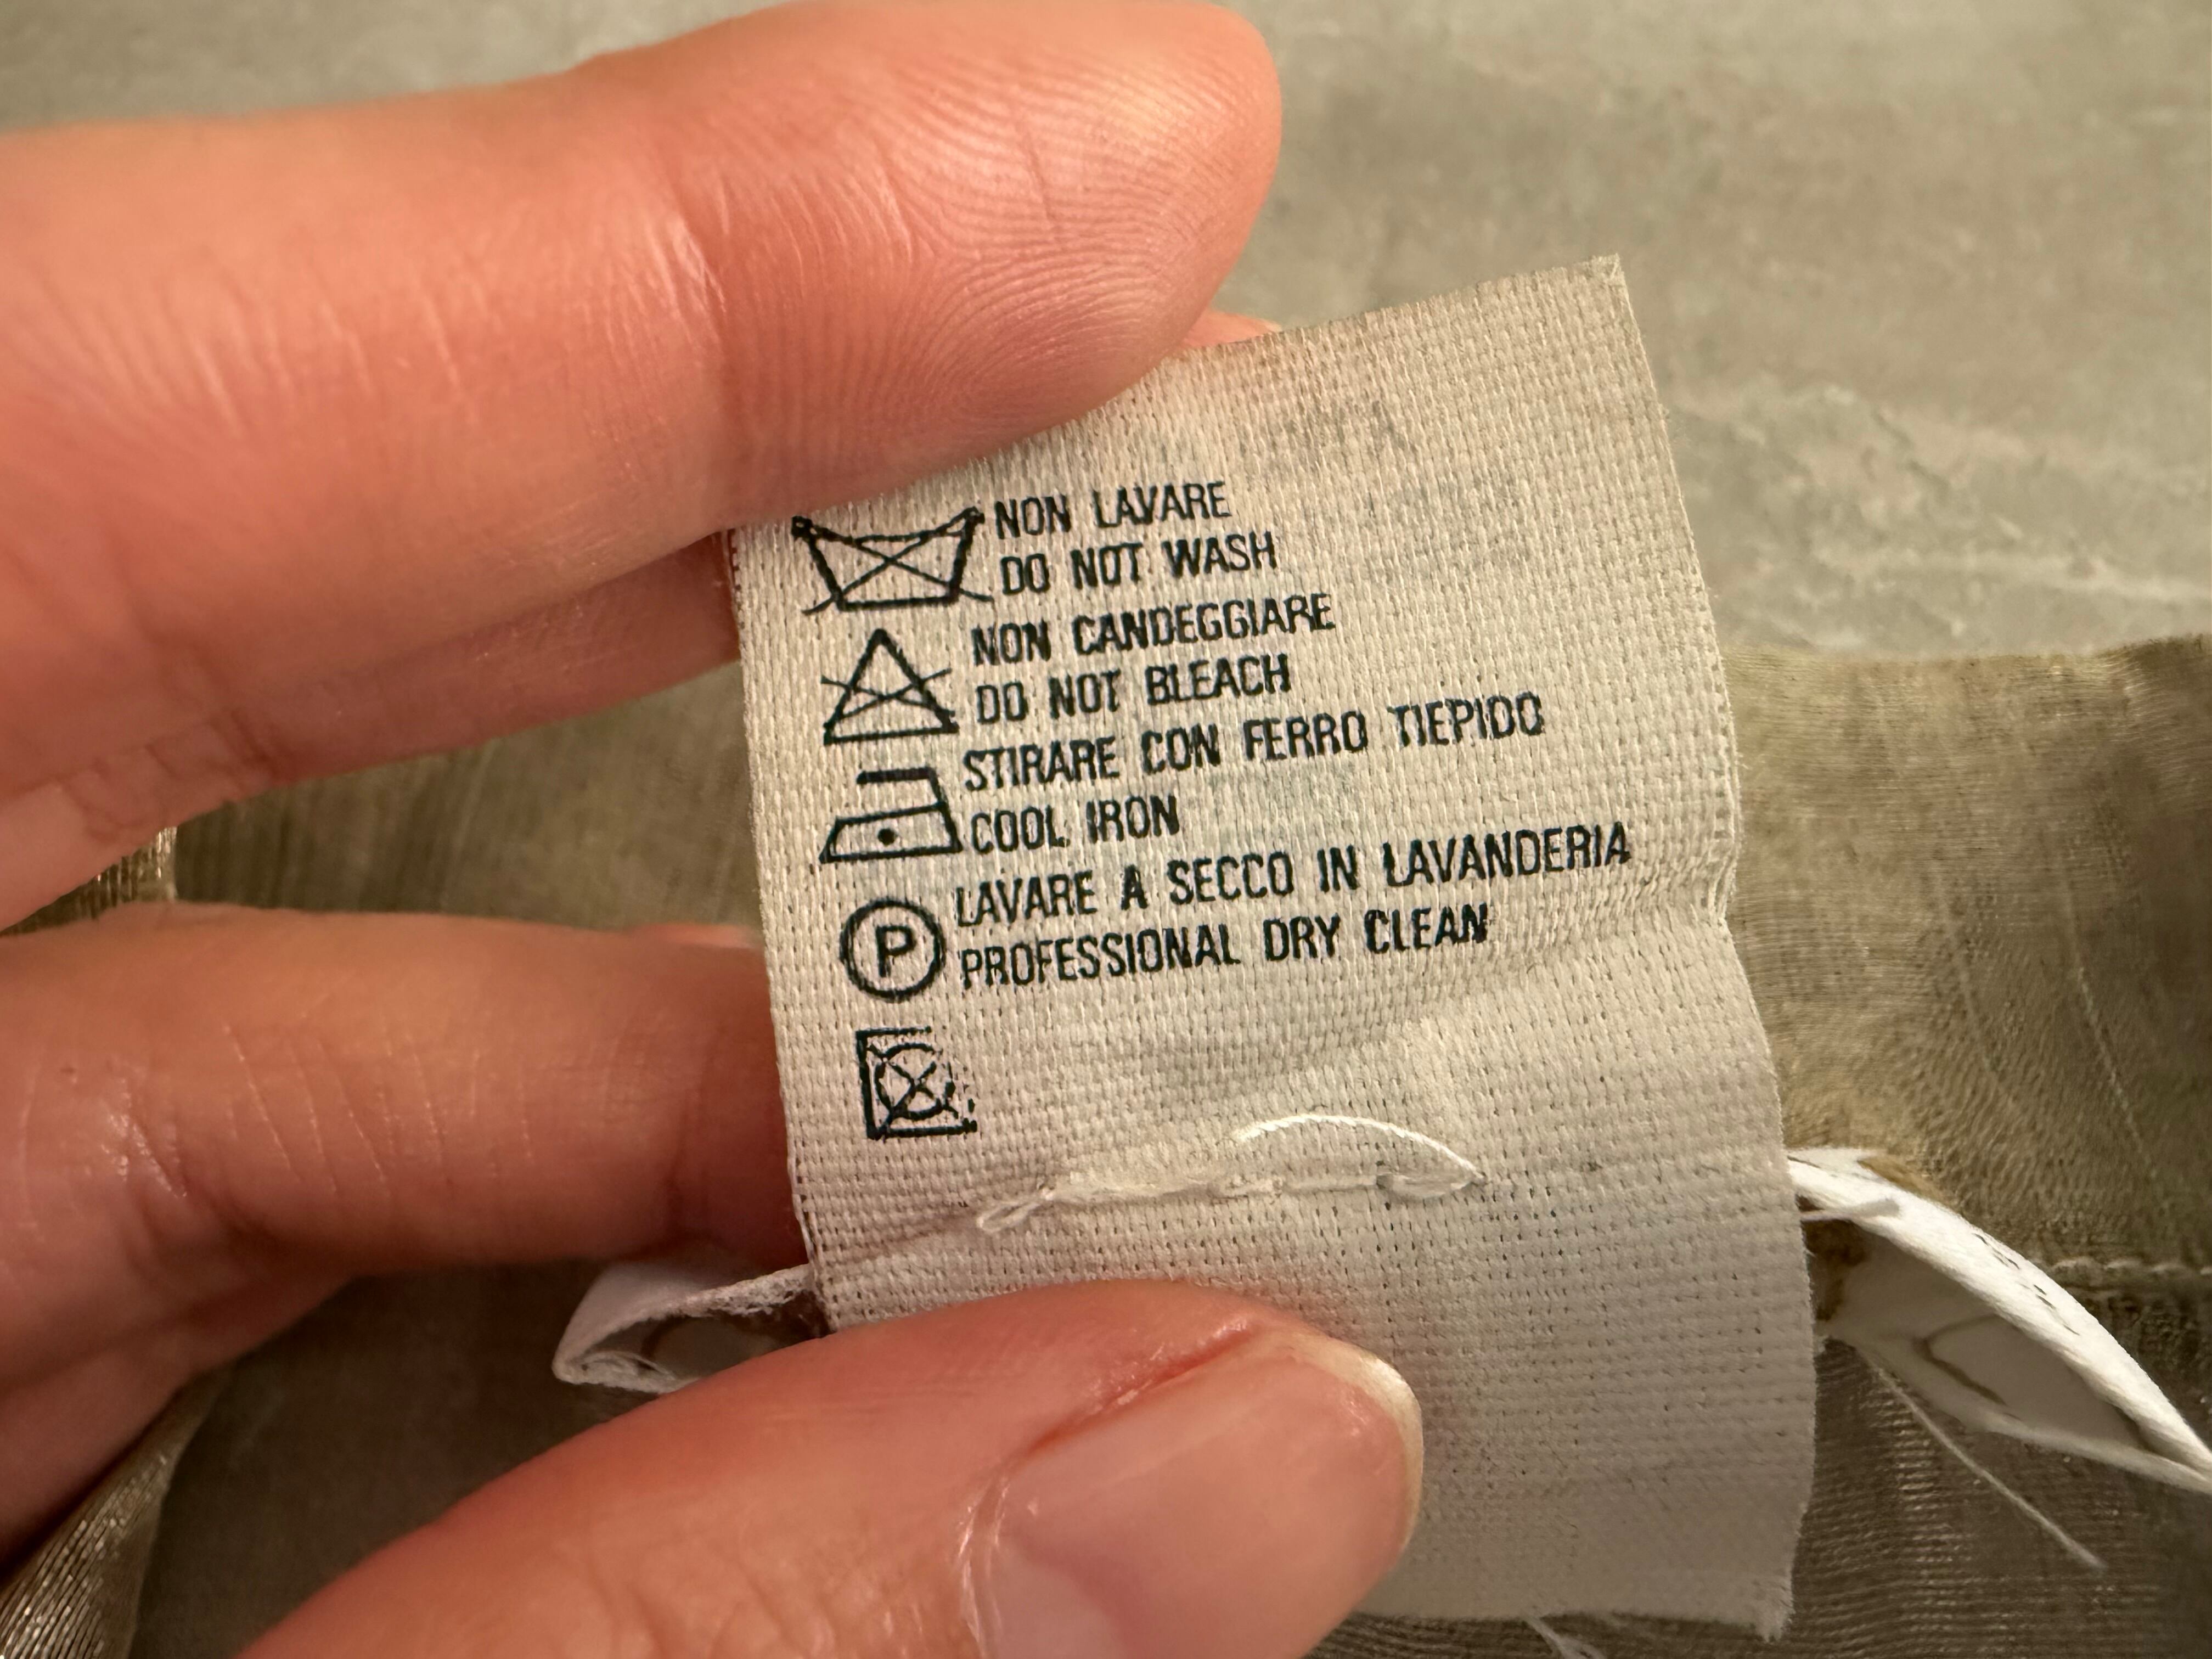 NON LAVARE
DO NOT WASH
NON CANDEGGIARE
DO NOT BLEACH
STIRARE CON FERRO TIEPIDO
COOL IRON
LAVARE A SECCO IN LAVANDERIA
P PROFESSIONAL DRY CLEAN